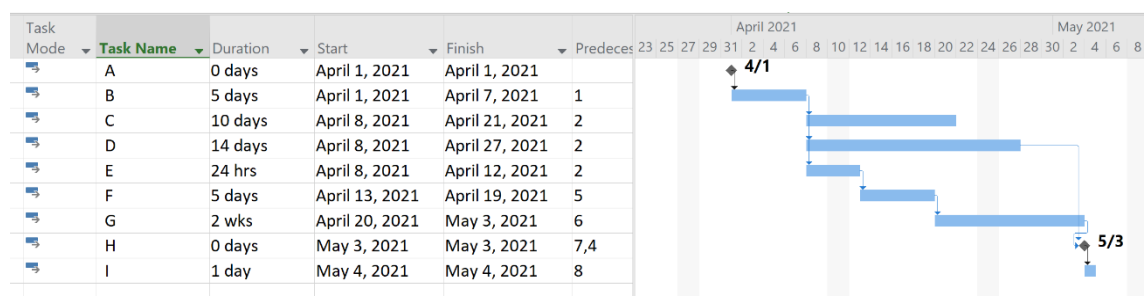 Task
Mode Task Name Duration Start Finish Predeces
April 2021 May 2021
23 25 27 29 31 2 4 6 8 10 12 14 16 18 20 22 24 26 28 30 2 4 6 8
A 0 days April 1, 2021 April 1, 2021 4/1
B 5 days April 1, 2021 April 7, 2021 1
C 10 days April 8, 2021 April 21, 2021 2
D 14 days April 8, 2021 April 27, 2021 2
E 24 hrs April 8, 2021 April 12, 2021 2
F 5 days April 13, 2021 April 19, 2021 5
G 2 wks April 20, 2021 May 3, 2021 6
H 0 days May 3, 2021 May 3, 2021 7,4 5/3
I 1 day May 4, 2021 May 4, 2021 8